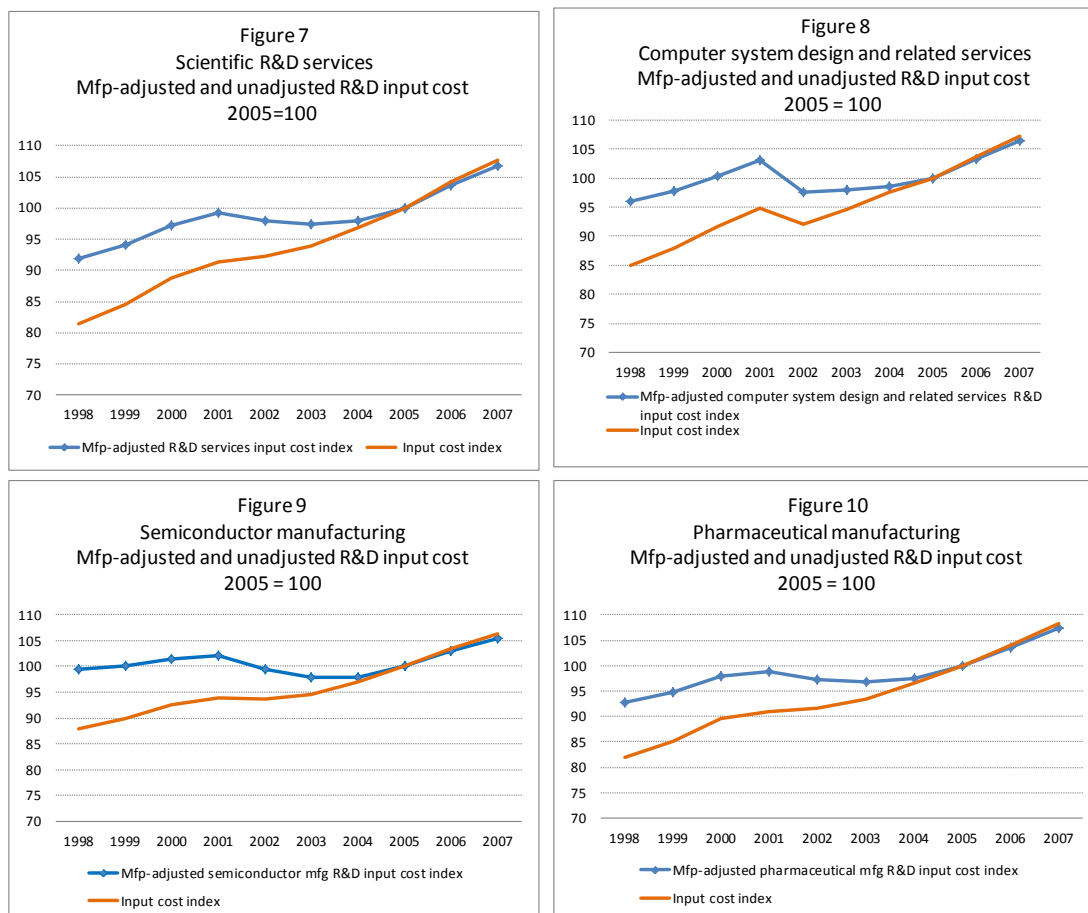 Figure 7
Scientific R&D services
Mfp-adjusted and unadjusted R&D input cost
2005=100
110
105
100
95
90
85
80
75
70
1998 1999 2000 2001 2002 2003 2004 2005 2006 2007
Mfp-adjusted R&D services input cost index Input cost index
Figure 8
Computer system design and related services
Mfp-adjusted and unadjusted R&D input cost
2005 = 100
110
105
100
95
90
85
80
75
70
1998 1999 2000 2001 2002 2003 2004 2005 2006 2007
Mfp-adjusted computer system design and related services R&D
input cost index
Input cost index
Figure 9
Semiconductor manufacturing
Mfp-adjusted and unadjusted R&D input cost
2005 = 100
110
105
100
95
90
85
80
75
70
1998 1999 2000 2001 2002 2003 2004 2005 2006 2007
Mfp-adjusted semiconductor mfg R&D input cost index
Input cost index
Figure 10
Pharmaceutical manufacturing
Mfp-adjusted and unadjusted R&D input cost
2005 = 100
110
105
100
95
90
85
80
75
70
1998 1999 2000 2001 2002 2003 2004 2005 2006 2007
Mfp-adjusted pharmaceutical mfg R&D input cost index
Input cost index